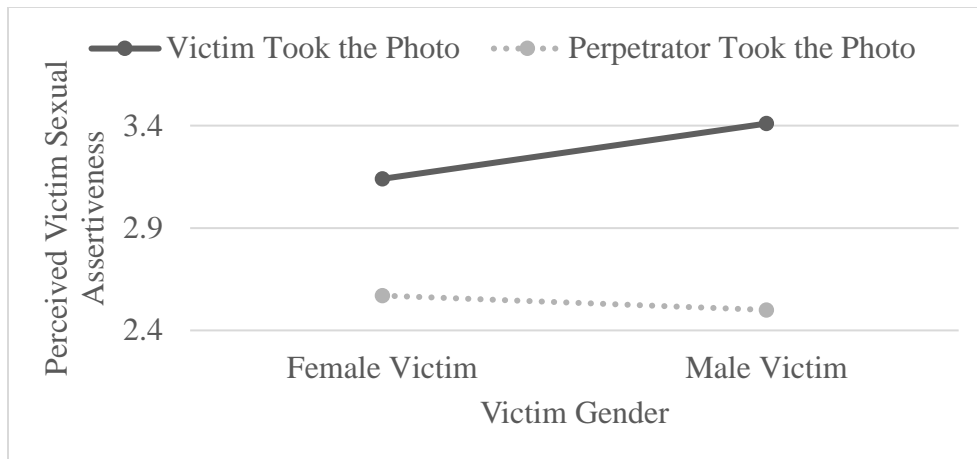 Victim Took the Photo
Perpetrator Took the Photo
Perceived Victim Sexual
Assertiveness
3.4
2.9
2.4
Female Victim
Male Victim
Victim Gender